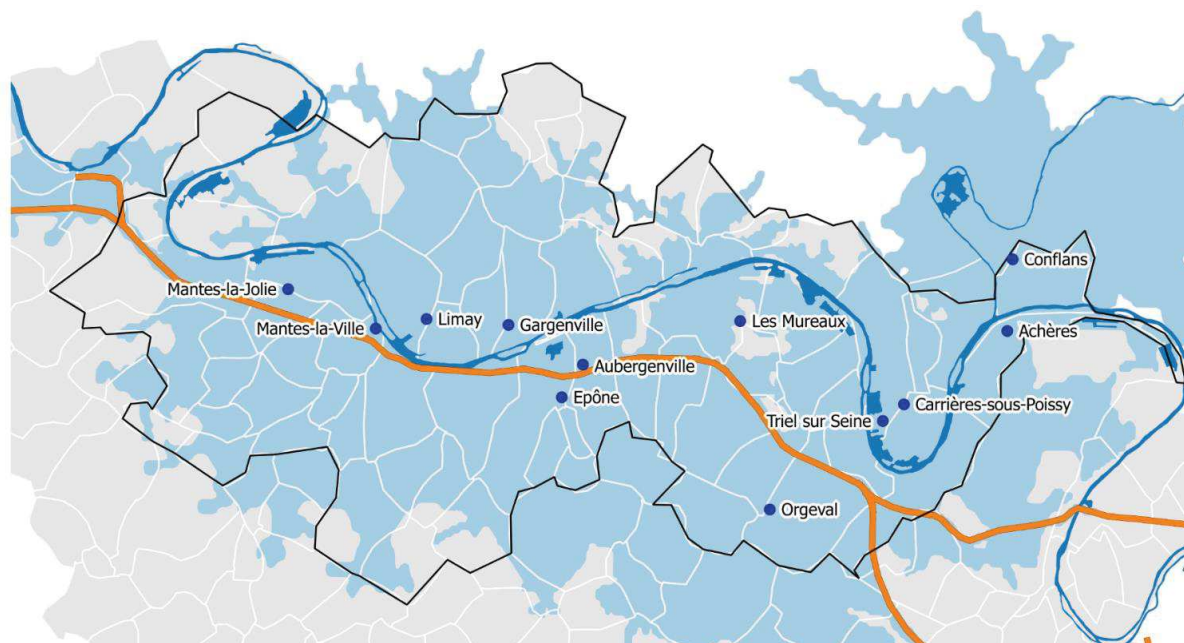 Conflans
Mantes-la-Jolie
Limay
Mantes-la-Ville
Gargenville
Les Mureaux
Achères
Aubergenville
Epône
Carrières-sous-Poissy
Triel sur Seine
Orgeval